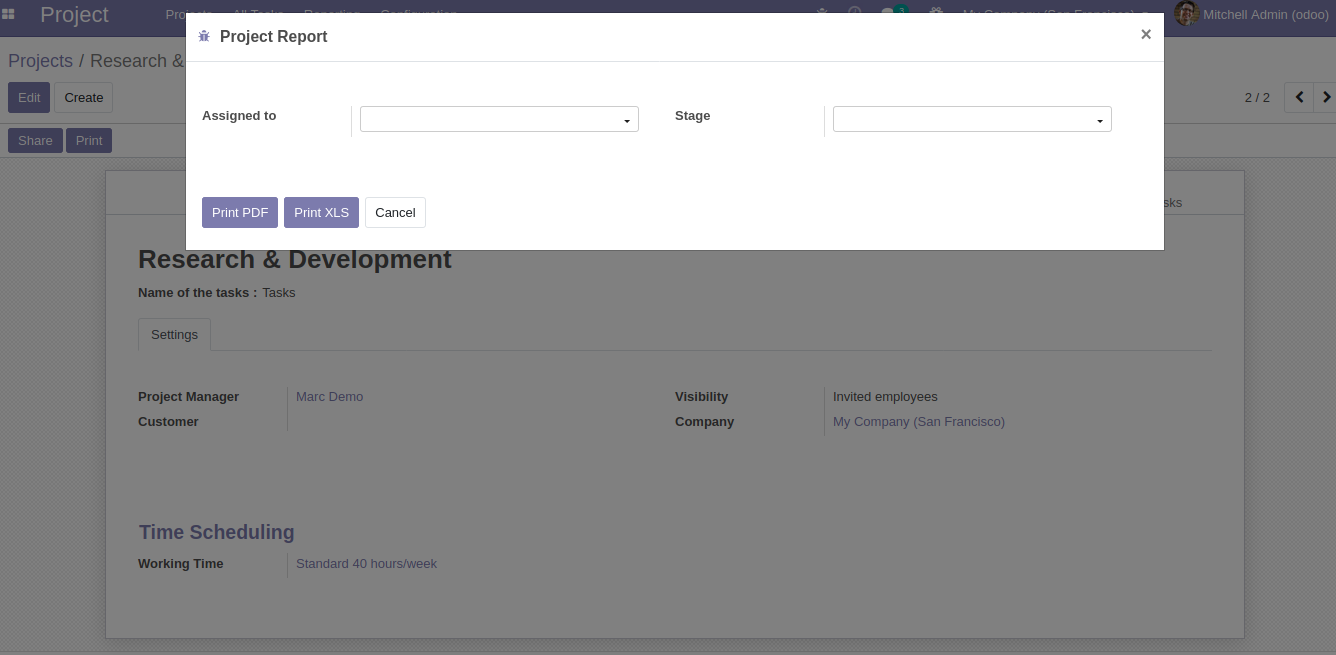 Project
Projects All Tasks Reporting Configuration
3
My Company (San Francisco)
Mitchell Admin (odoo)
Project Report
×
Projects / Research &
Edit Create
2 / 2
Assigned to
Stage
Share Print
Print PDF Print XLS Cancel
Research & Development
Name of the tasks : Tasks
Settings
Project Manager Marc Demo
Visibility Invited employees
Customer
Company My Company (San Francisco)
Time Scheduling
Working Time Standard 40 hours/week